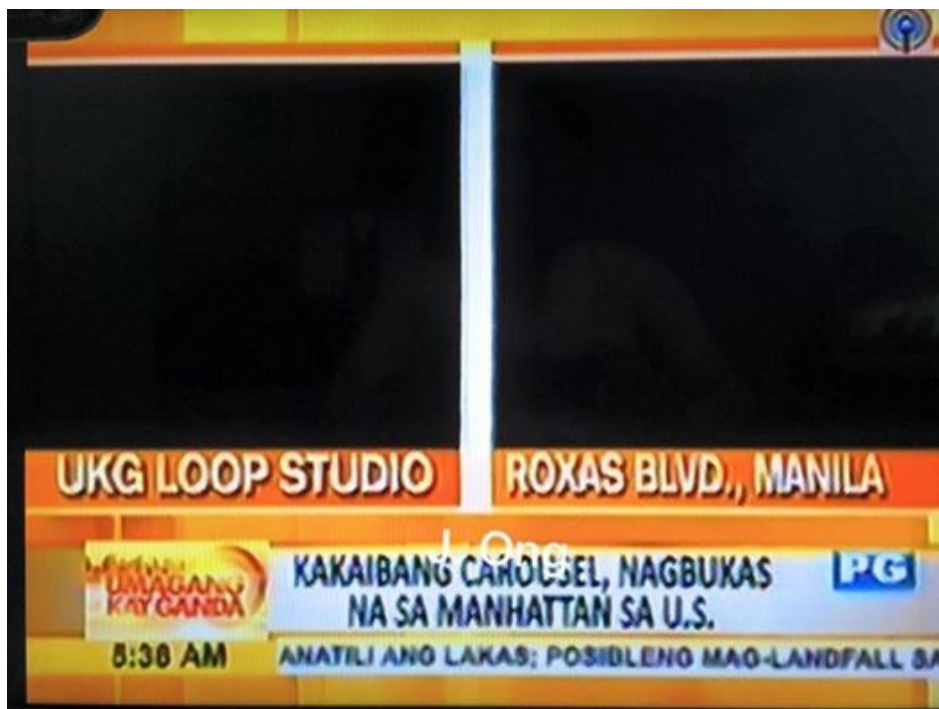 UKG LOOP STUDIO
ROXAS BLVD., MANILA
J. Ong
UMAGANG
KAY GANDA
KAKAIBANG CAROUSEL, NAGBUKAS
NA SA MANHATTAN SA U.S.
PG
5:36 AM
ANATILI ANG LAKAS; POSIBLENG MAG-LANDFALL SA